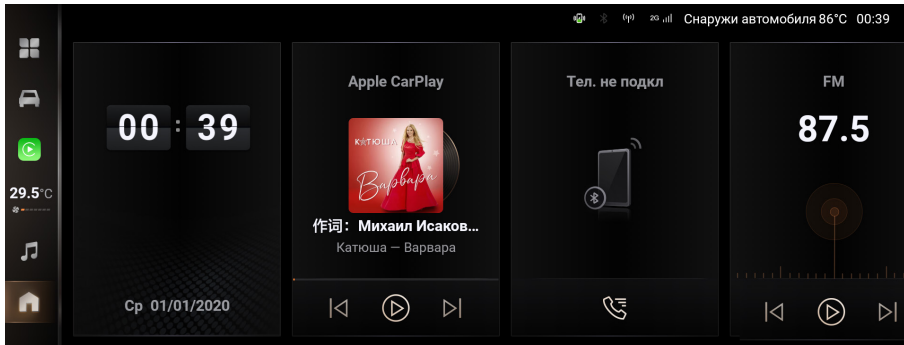 2G
Снаружи автомобиля 86°C 00:39
29.5°C
00:39
Ср 01/01/2020
Apple CarPlay
КАТЮША
Варвара
作词：Михаил Исаков...
Катюша — Варвара
Тел. не подкл
FM
87.5